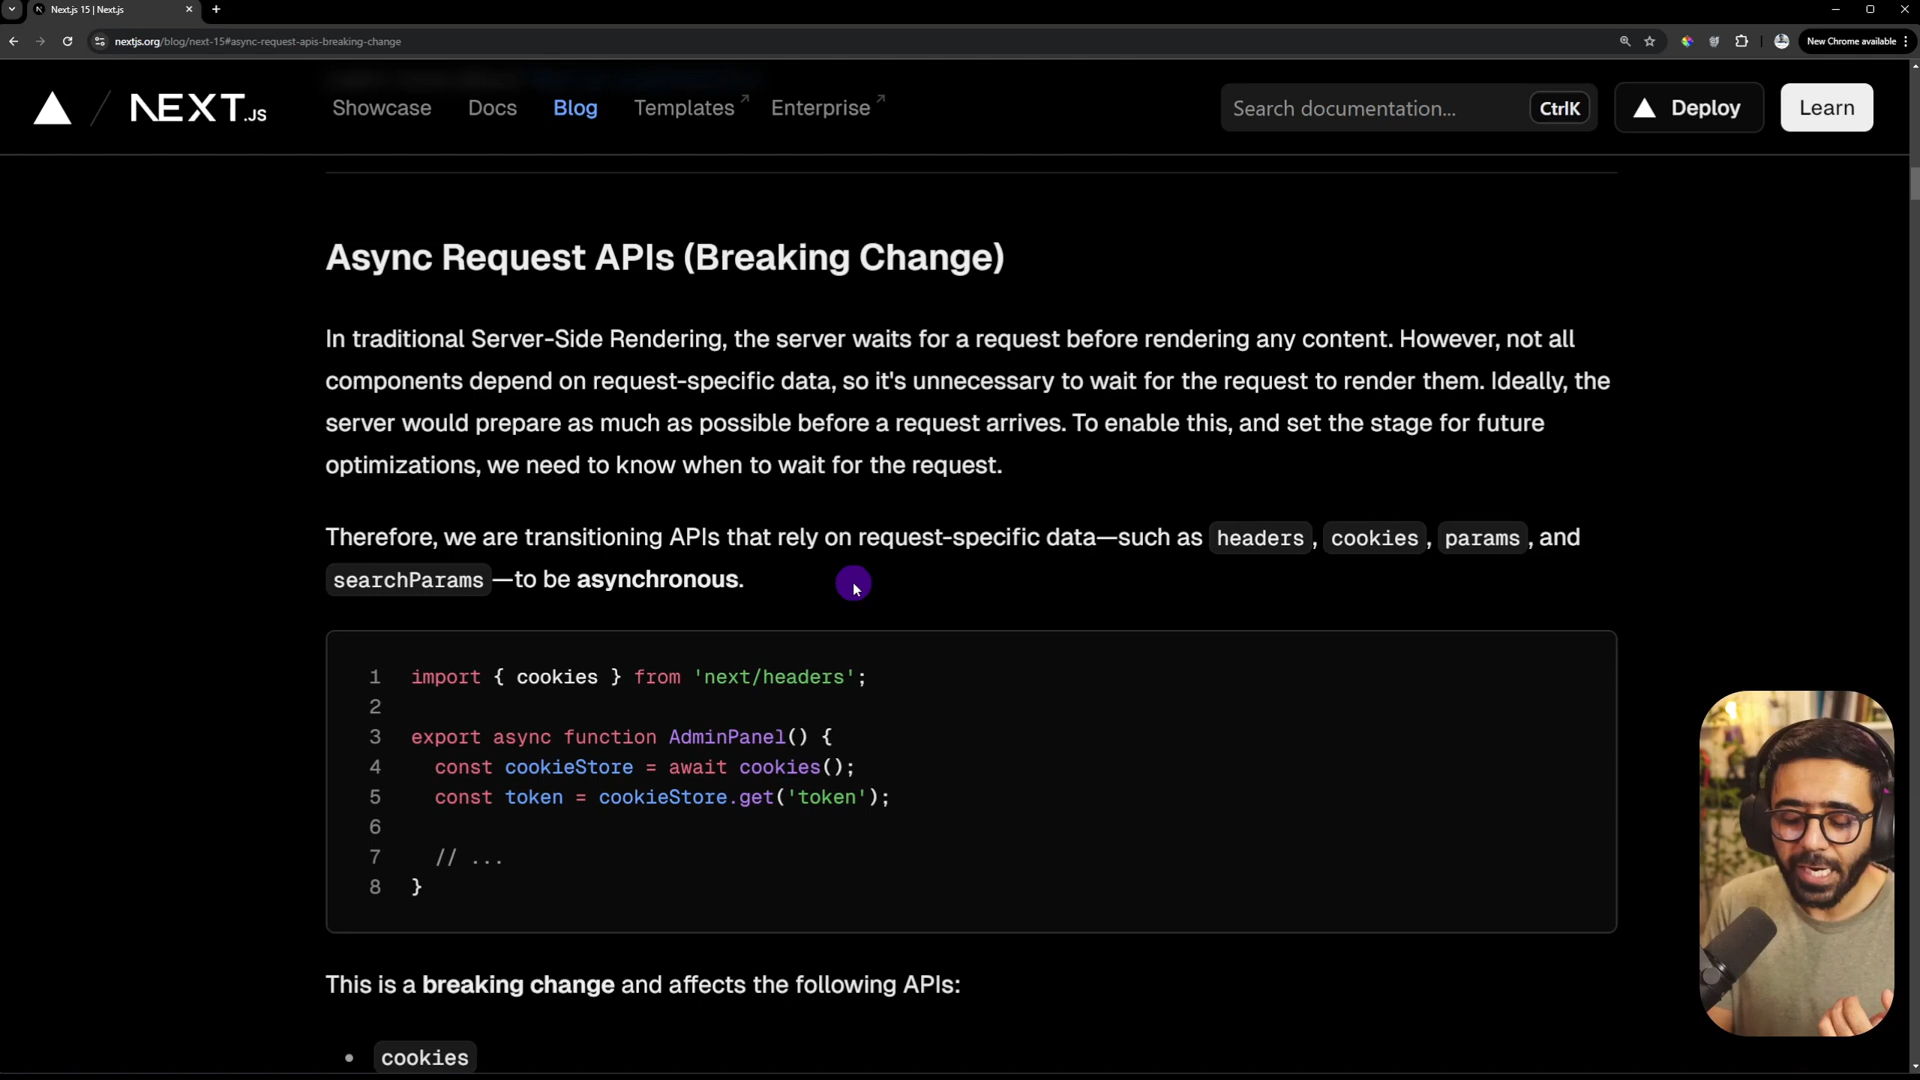 Next.js 15 | Next.js
nextjs.org/blog/next-15#async-request-apis-breaking-change
New Chrome available
NEXT.JS
Showcase
Docs
Blog
Templates
Enterprise
Search documentation...
CtrlK
Deploy
Learn
Async Request APIs (Breaking Change)
In traditional Server-Side Rendering, the server waits for a request before rendering any content. However, not all
components depend on request-specific data, so it's unnecessary to wait for the request to render them. Ideally, the
server would prepare as much as possible before a request arrives. To enable this, and set the stage for future
optimizations, we need to know when to wait for the request.
Therefore, we are transitioning APIs that rely on request-specific data—such as headers, cookies, params, and
searchParams—to be asynchronous.
1 import { cookies } from 'next/headers';
2
3 export async function AdminPanel() {
4 const cookieStore = await cookies();
5 const token = cookieStore.get('token');
6
7 // ...
8 }
This is a breaking change and affects the following APIs:
• cookies